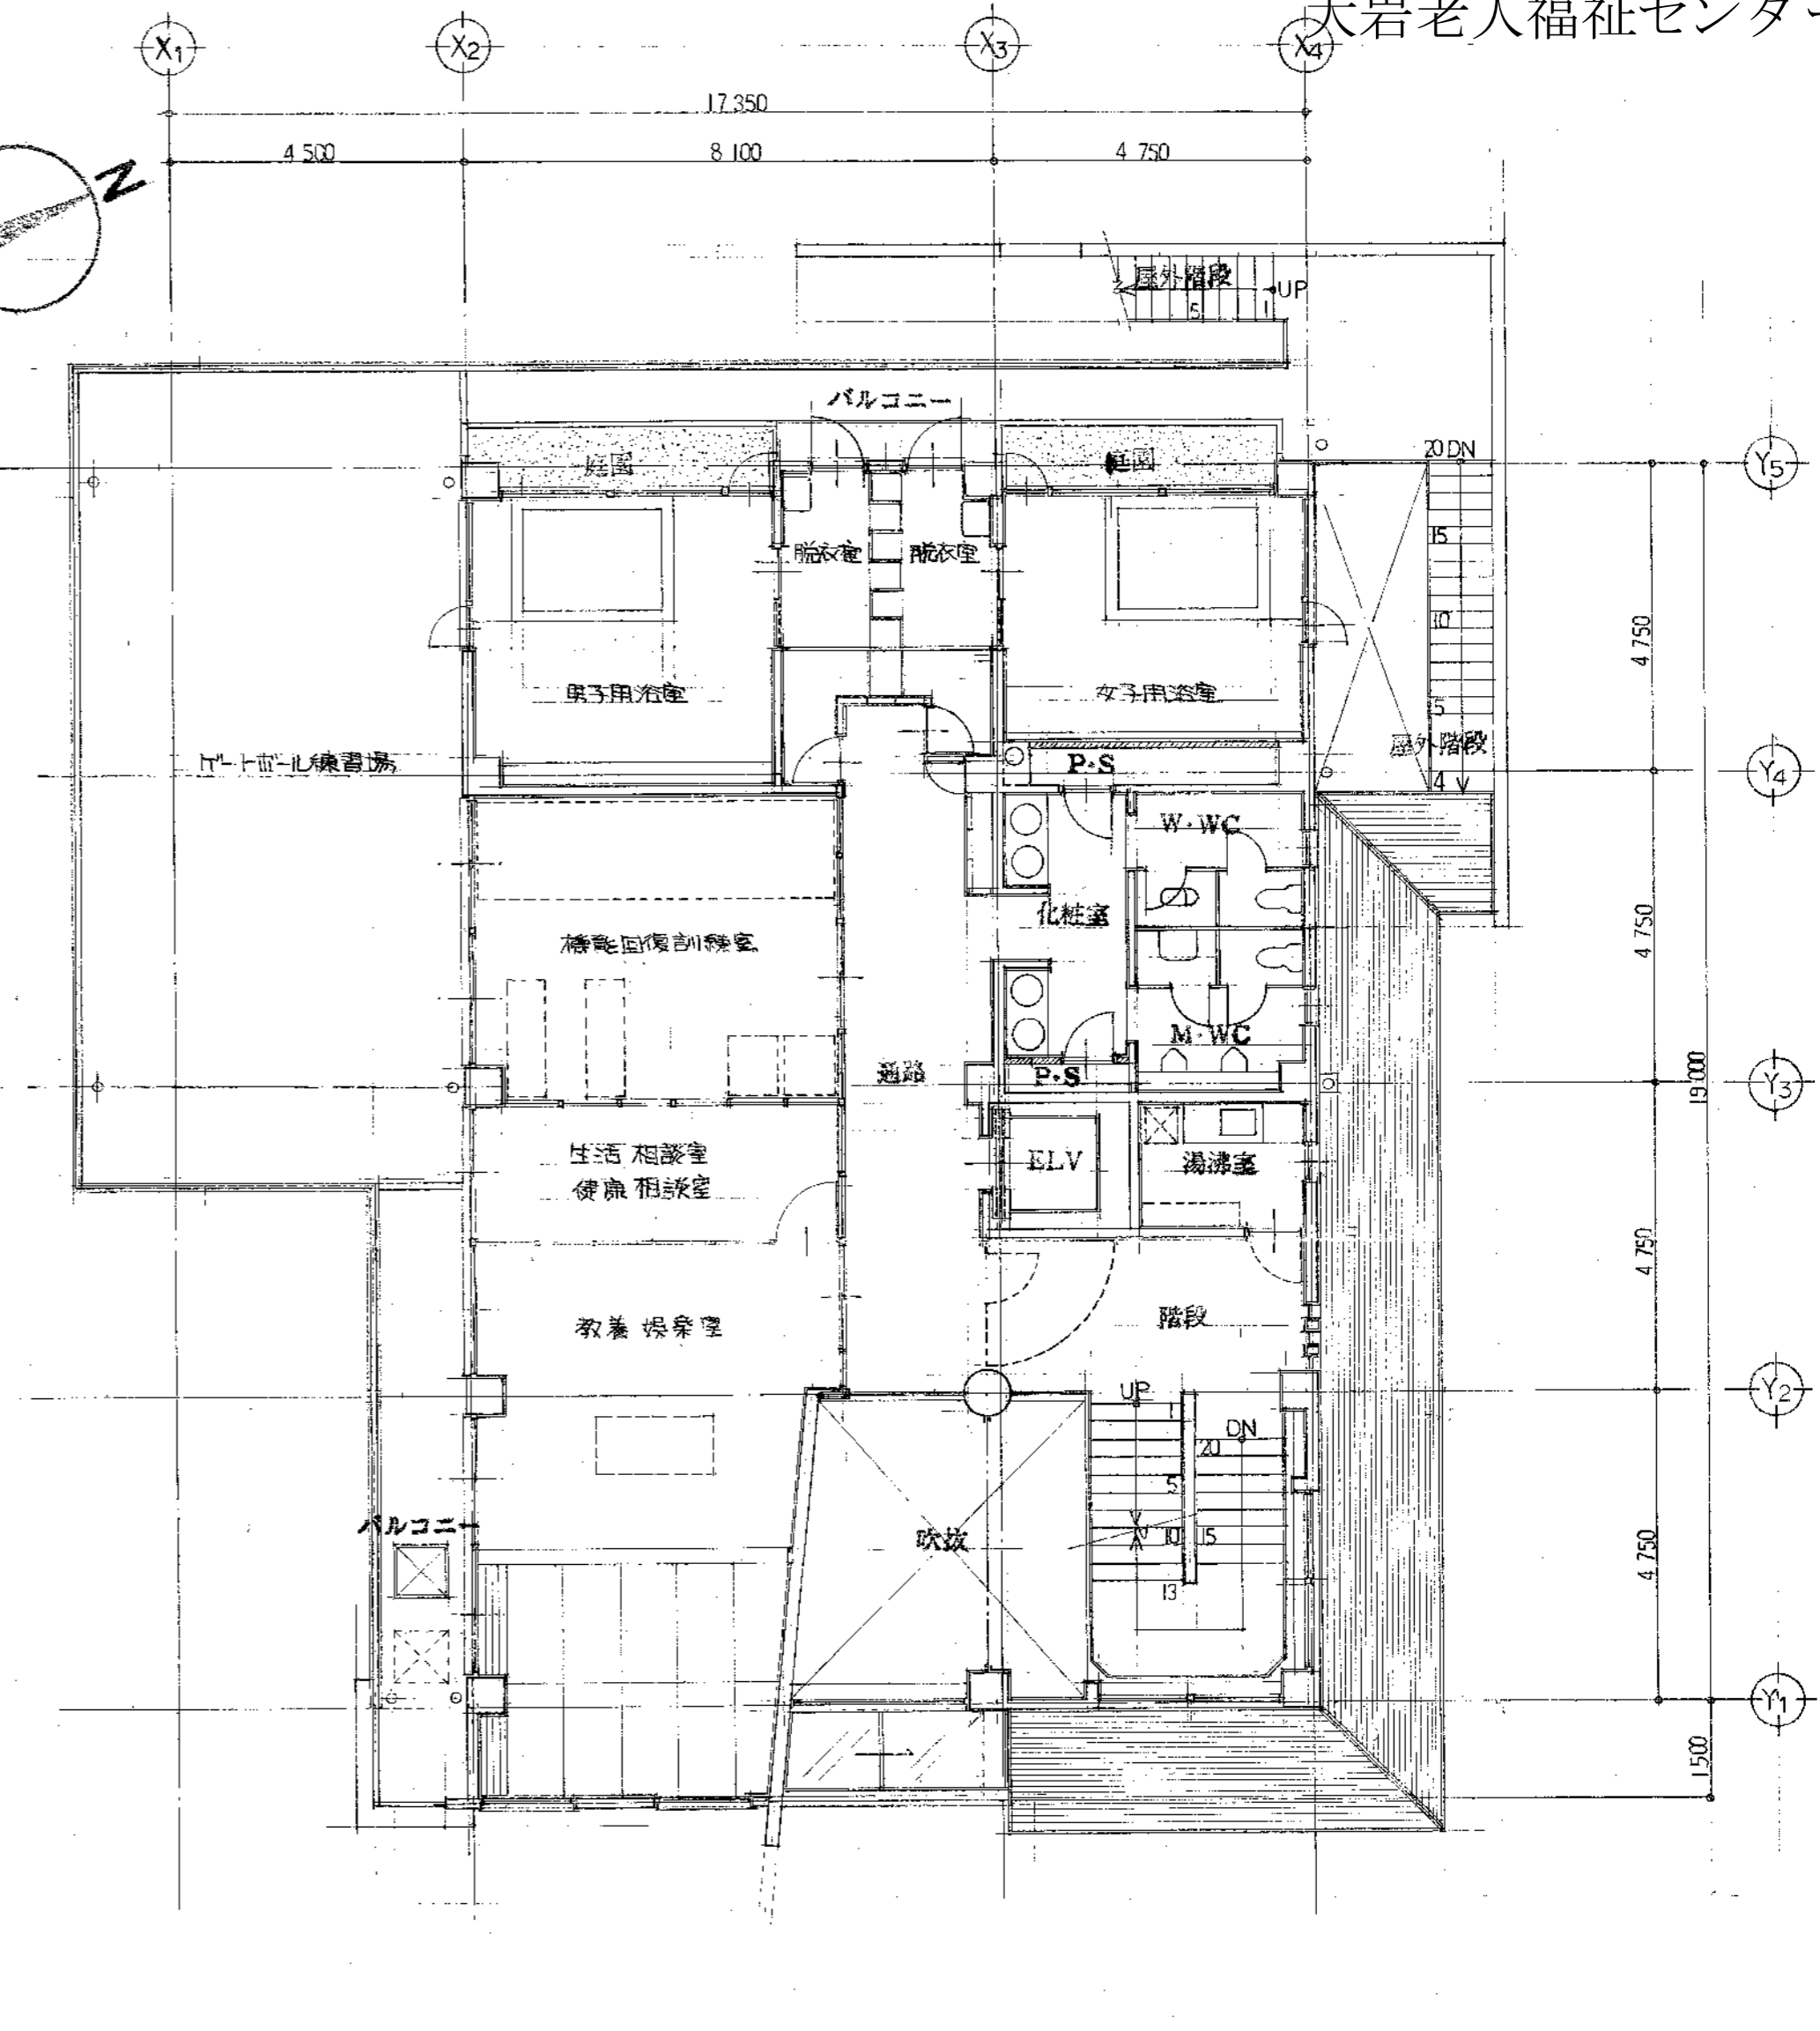 大岩老人福祉センター
X1
X2
X3
X4
17,350
4 500
8 100
4 750
N
屋外階段
UP
5
1
バルコニー
庭園
庭園
20 DN
Y5
脱衣室
脱衣室
15
10
4 750
男子用浴室
女子用浴室
5
屋外階段
4
ゲートボール練習場
P・S
Y4
W・WC
化粧室
4 750
機能回復訓練室
M・WC
通路
P・S
Y3
19 000
生活 相談室
健康 相談室
ELV
湯沸室
4 750
教養 娯楽室
階段
UP
1
DN
20
Y2
5
バルコニー
吹抜
10
15
13
4 750
Y1
1 500